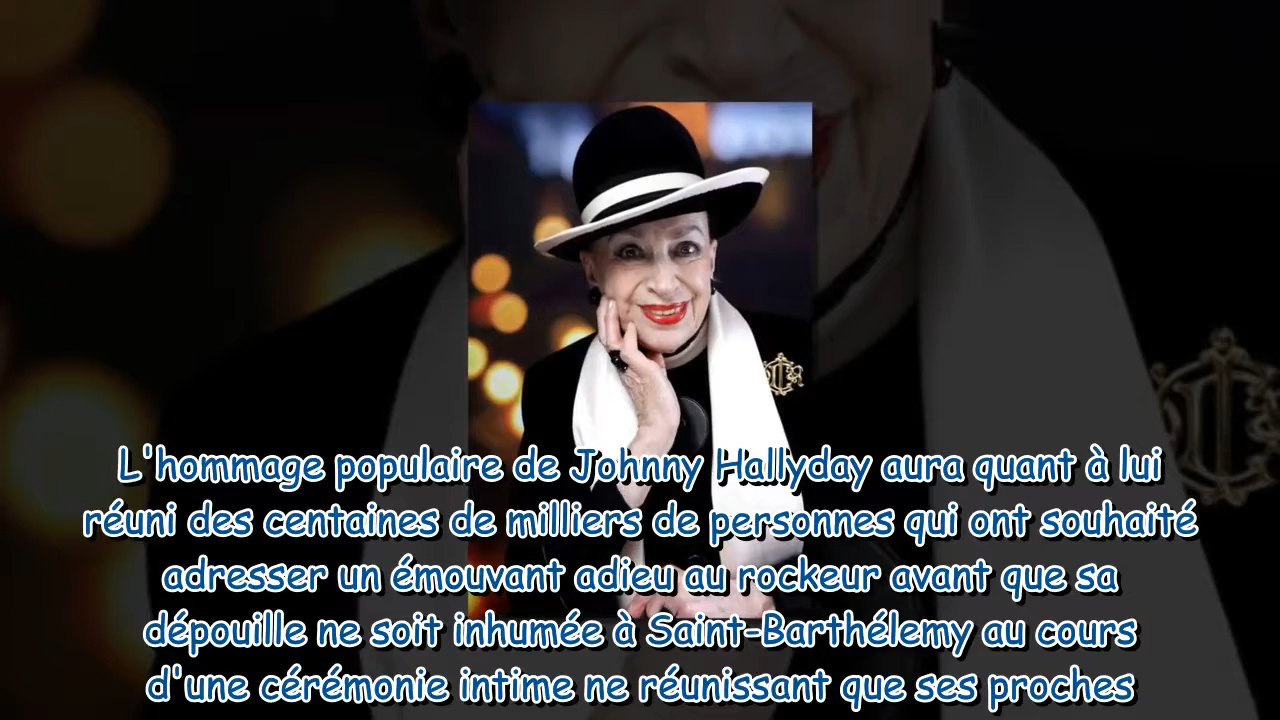 L'hommage populaire de Johnny Hallyday aura quant à lui
réuni des centaines de milliers de personnes qui ont souhaité
adresser un émouvant adieu au rockeur avant que sa
dépouille ne soit inhumée à Saint-Barthélemy au cours
d'une cérémonie intime ne réunissant que ses proches